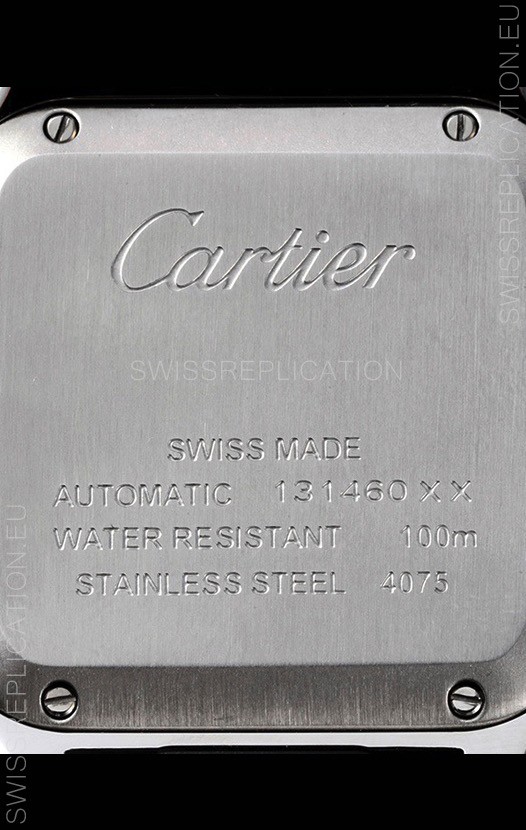 SWISSREPLICATION.EU
Cartier
SWISSREPLICATION
SWISS MADE
AUTOMATIC 131460 X X
WATER RESISTANT 100m
STAINLESS STEEL 4075
SWISSREPLICATION.EU